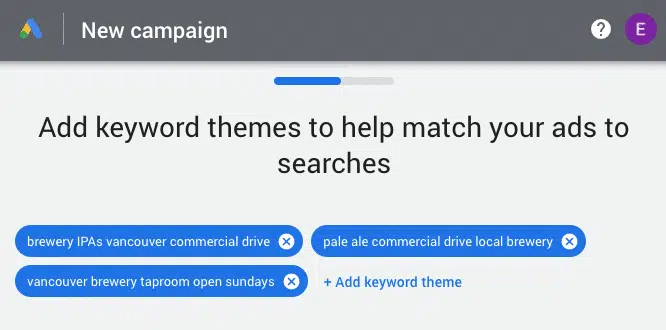 New campaign
? E
Add keyword themes to help match your ads to
searches
brewery IPAs vancouver commercial drive
pale ale commercial drive local brewery
vancouver brewery taproom open sundays
+ Add keyword theme